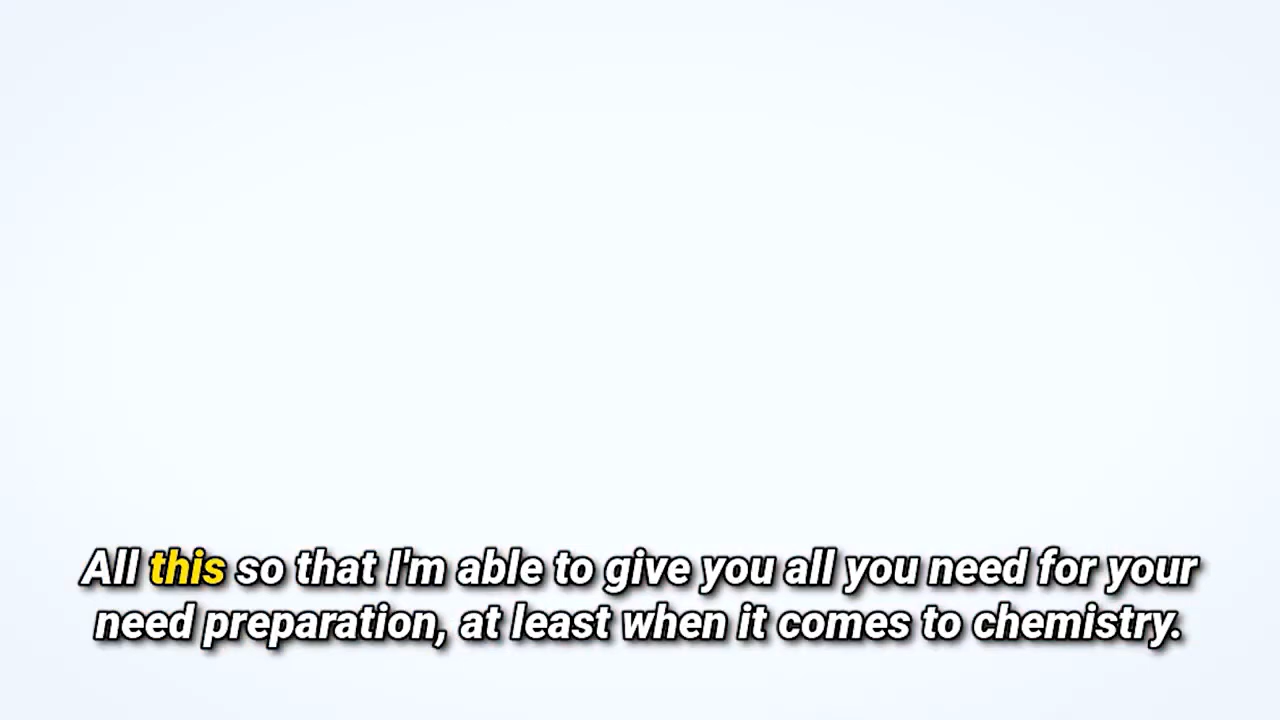 All this so that I'm able to give you all you need for your
need preparation, at least when it comes to chemistry.